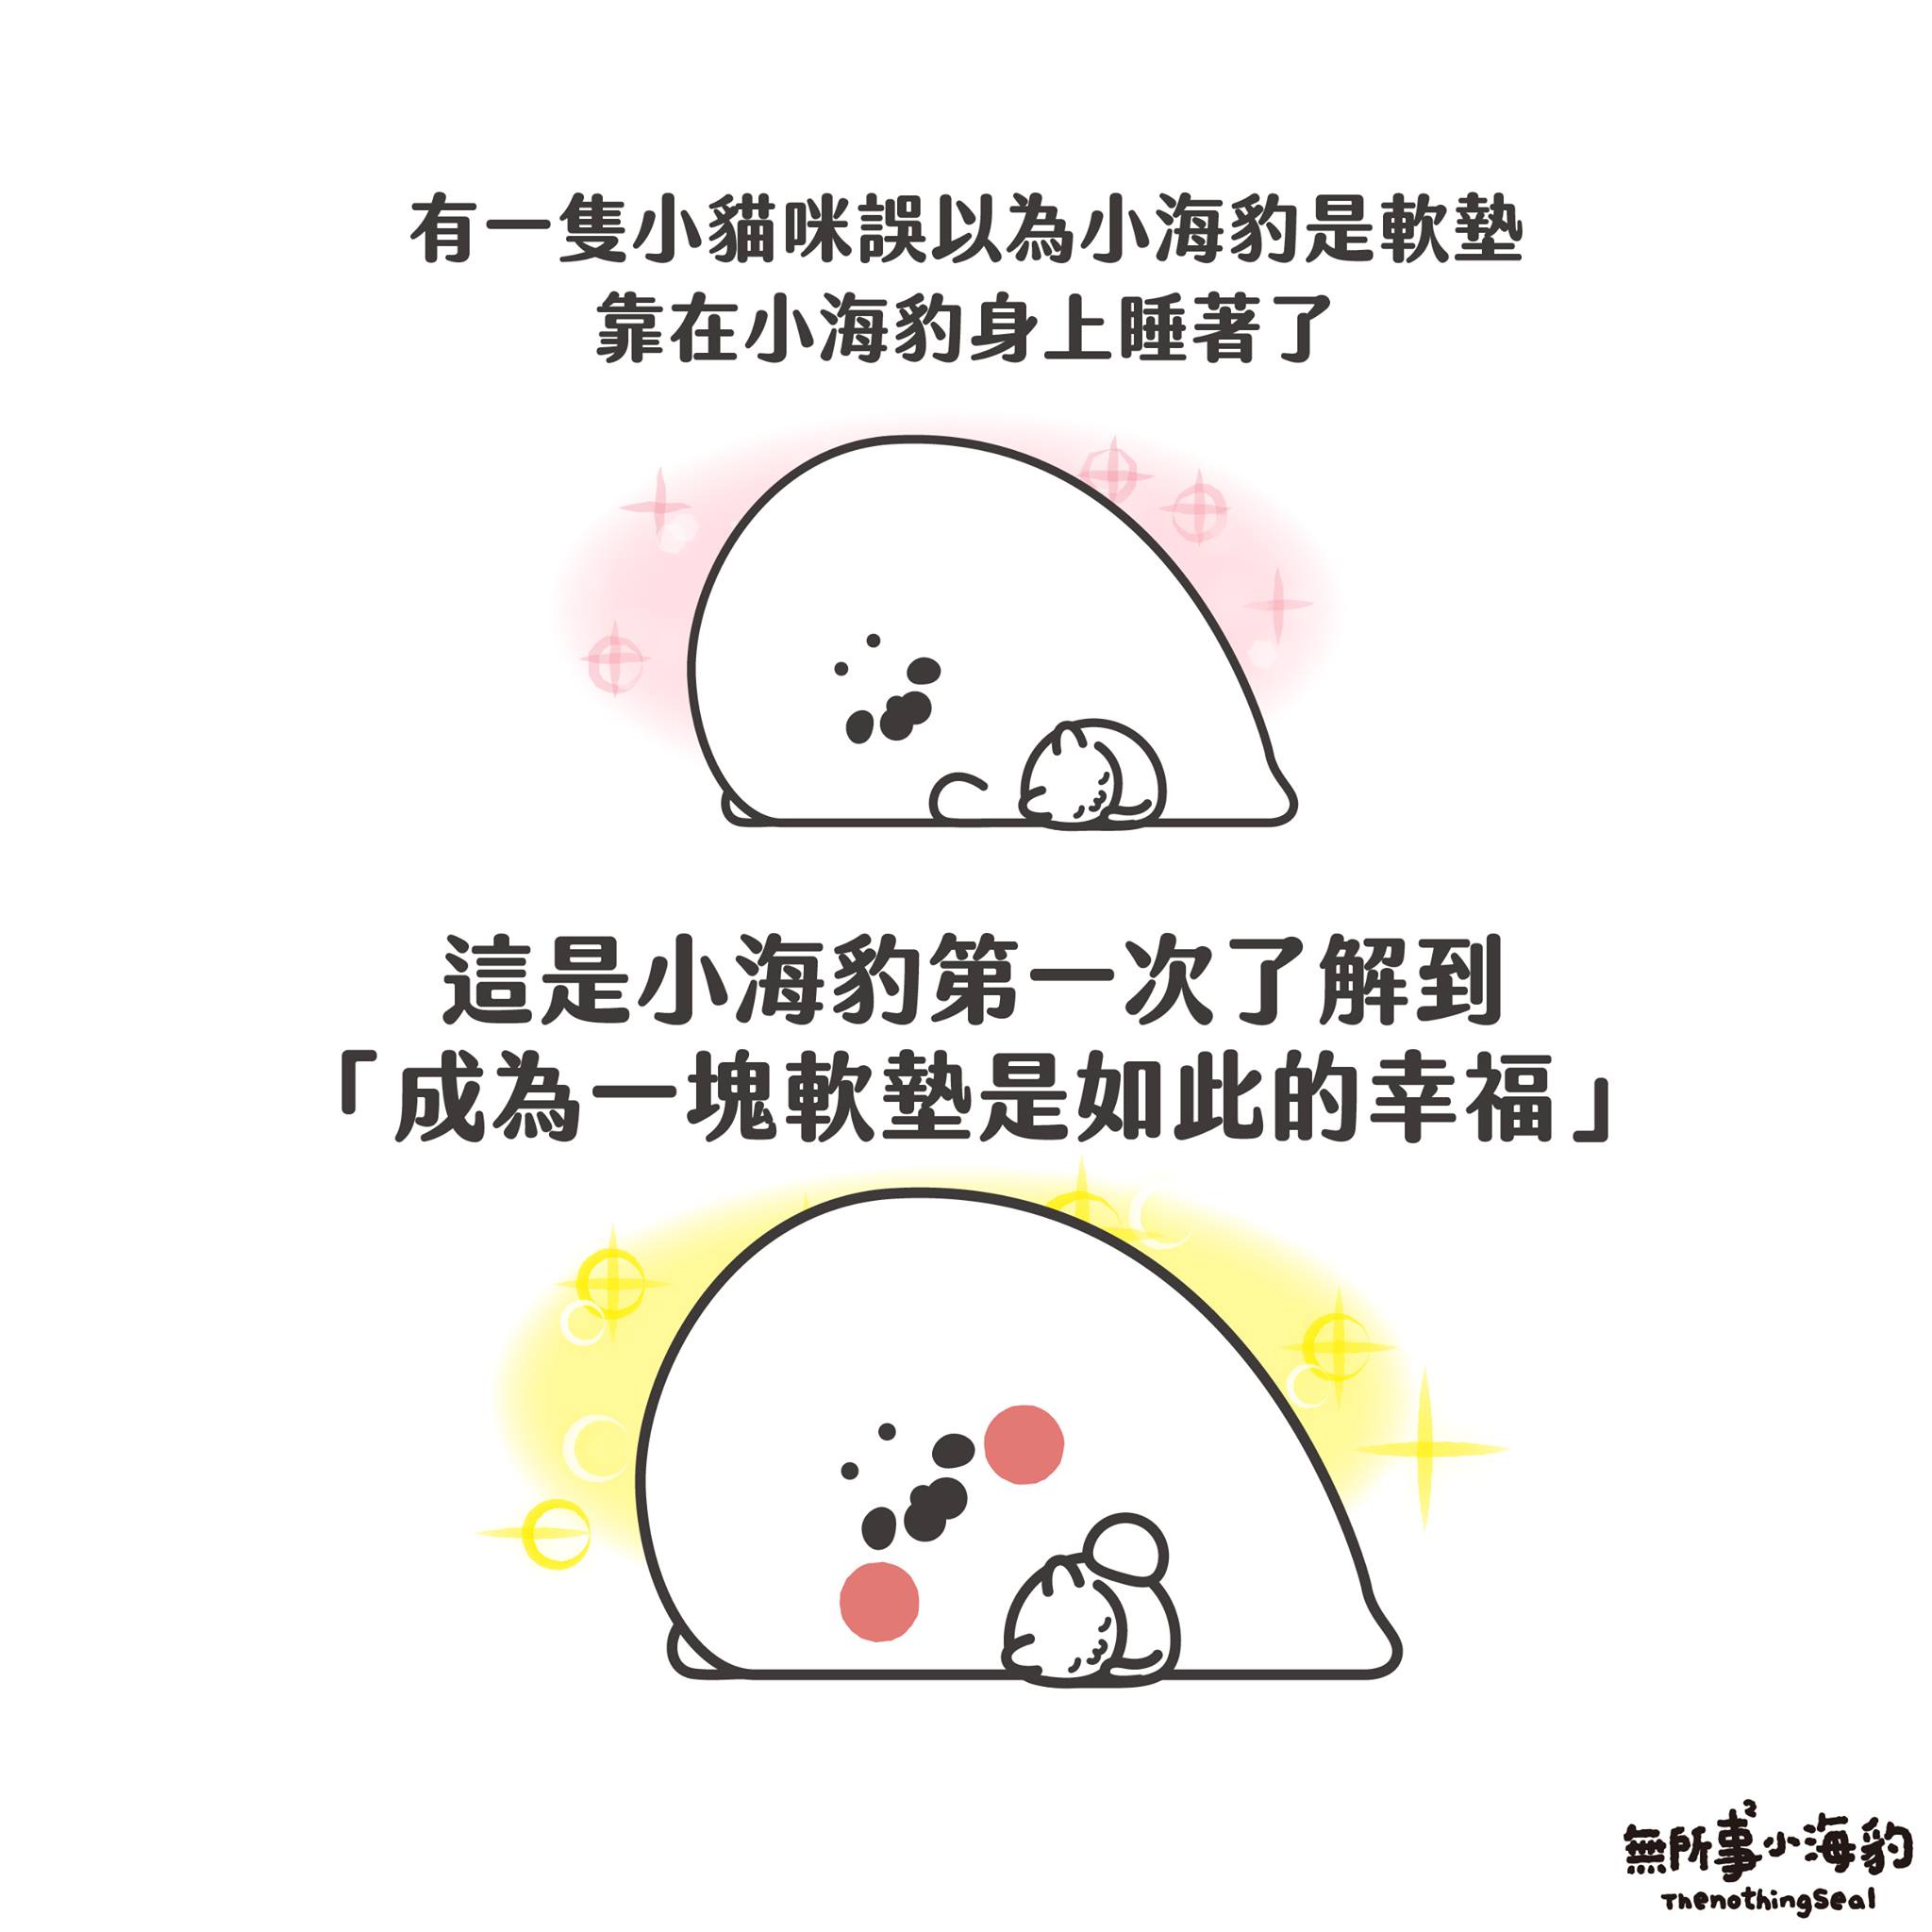 有一隻小貓咪誤以為小海豹是軟墊
靠在小海豹身上睡著了
這是小海豹第一次了解到
「成為一塊軟墊是如此的幸福」
無所事²小海豹
Thenothingseal